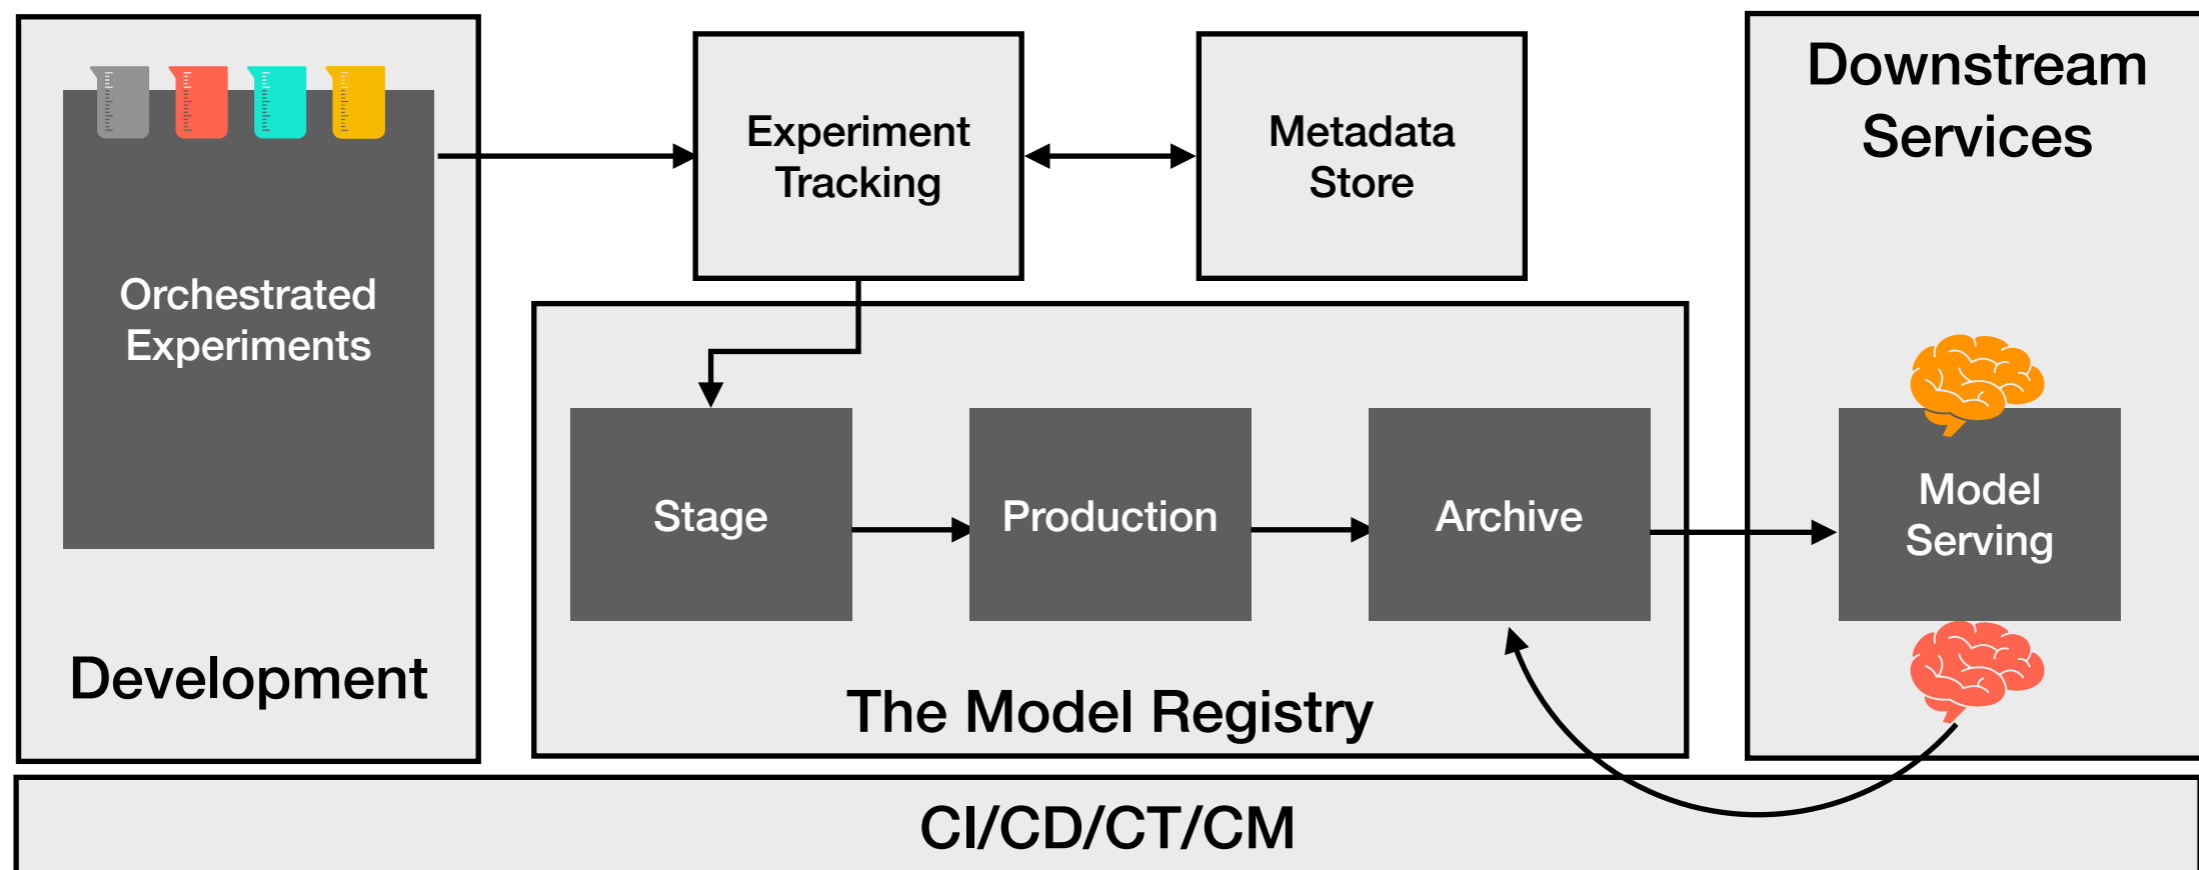 Orchestrated
Experiments
Development
Experiment
Tracking
Metadata
Store
Stage
Production
Archive
The Model Registry
Downstream
Services
Model
Serving
CI/CD/CT/CM